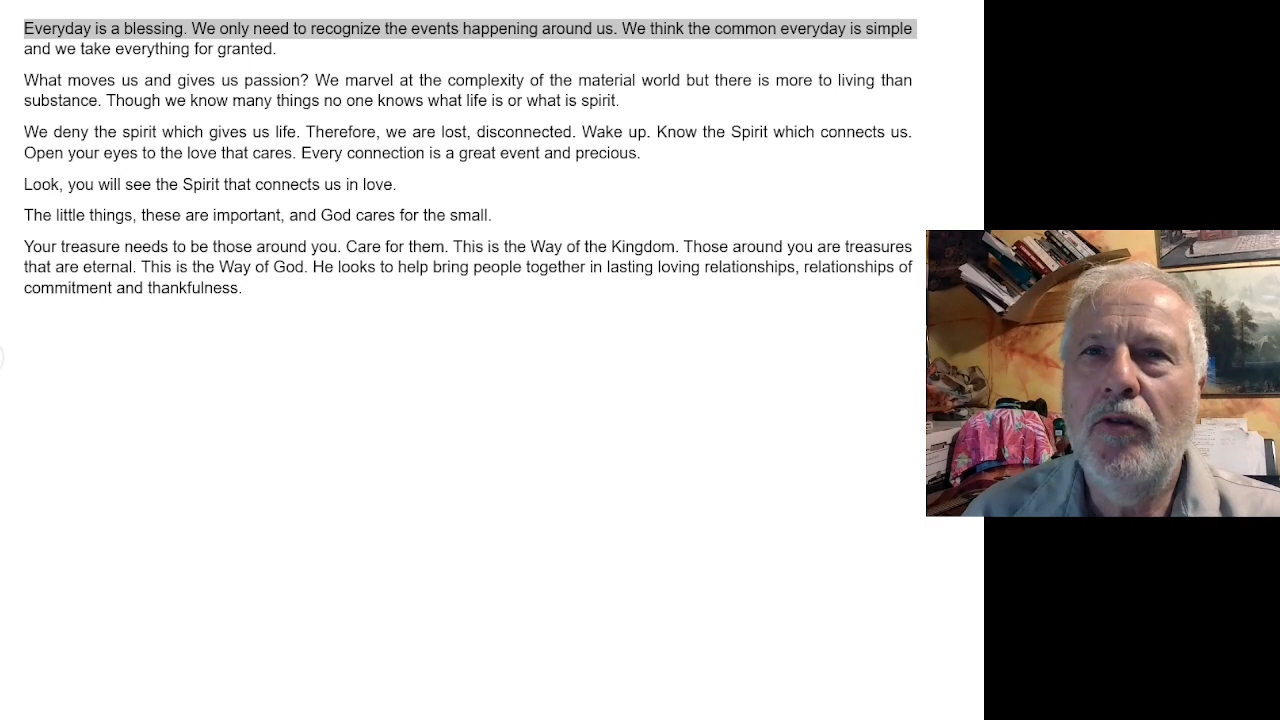 Everyday is a blessing. We only need to recognize the events happening around us. We think the common everyday is simple
and we take everything for granted.
What moves us and gives us passion? We marvel at the complexity of the material world but there is more to living than
substance. Though we know many things no one knows what life is or what is spirit.
We deny the spirit which gives us life. Therefore, we are lost, disconnected. Wake up. Know the Spirit which connects us.
Open your eyes to the love that cares. Every connection is a great event and precious.
Look, you will see the Spirit that connects us in love.
The little things, these are important, and God cares for the small.
Your treasure needs to be those around you. Care for them. This is the Way of the Kingdom. Those around you are treasures
that are eternal. This is the Way of God. He looks to help bring people together in lasting loving relationships, relationships of
commitment and thankfulness.